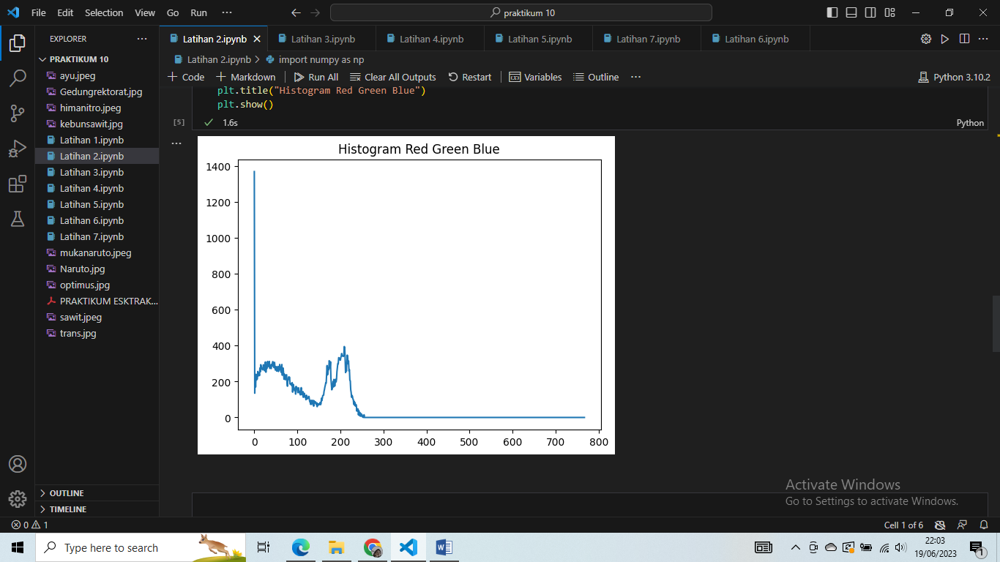 File Edit Selection View Go Run ···
praktikum 10
EXPLORER ···
PRAKTIKUM 10
ayu.jpeg
Gedungrektorat.jpg
himanitro.jpeg
kebunsawit.jpg
Latihan 1.ipynb
Latihan 2.ipynb
Latihan 3.ipynb
Latihan 4.ipynb
Latihan 5.ipynb
Latihan 6.ipynb
Latihan 7.ipynb
mukanaruto.jpeg
Naruto.jpg
optimus.jpg
PRAKTIKUM ESKTRAK...
sawit.jpeg
trans.jpg
OUTLINE
TIMELINE
Latihan 2.ipynb Latihan 3.ipynb Latihan 4.ipynb Latihan 5.ipynb Latihan 7.ipynb Latihan 6.ipynb
Latihan 2.ipynb > import numpy as np
+ Code + Markdown Run All Clear All Outputs Restart Variables Outline ··· Python 3.10.2
plt.title("Histogram Red Green Blue")
plt.show()
[5] 1.6s Python
Histogram Red Green Blue
1400
1200
1000
800
600
400
200
0
0 100 200 300 400 500 600 700 800
Activate Windows
Go to Settings to activate Windows.
0 1 Cell 1 of 6
Type here to search
22:03
19/06/2023
1